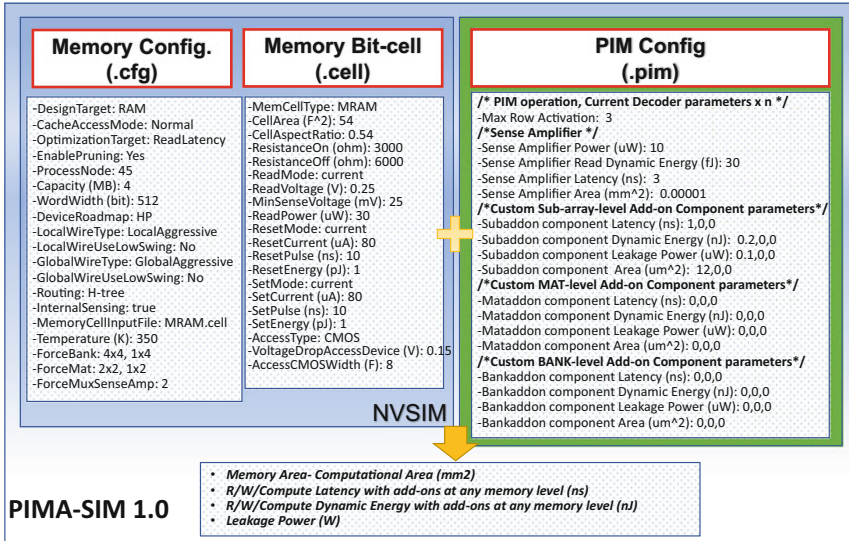 Memory Config.
(.cfg)
-DesignTarget: RAM
-CacheAccessMode: Normal
-OptimizationTarget: ReadLatency
-EnablePruning: Yes
-ProcessNode: 45
-Capacity (MB): 4
-WordWidth (bit): 512
-DeviceRoadmap: HP
-LocalWireType: LocalAggressive
-LocalWireUseLowSwing: No
-GlobalWireType: GlobalAggressive
-GlobalWireUseLowSwing: No
-Routing: H-tree
-InternalSensing: true
-MemoryCellInputFile: MRAM.cell
-Temperature (K): 350
-ForceBank: 4x4, 1x4
-ForceMat: 2x2, 1x2
-ForceMuxSenseAmp: 2
Memory Bit-cell
(.cell)
-MemCellType: MRAM
-CellArea (F^2): 54
-CellAspectRatio: 0.54
-ResistanceOn (ohm): 3000
-ResistanceOff (ohm): 6000
-ReadMode: current
-ReadVoltage (V): 0.25
-MinSenseVoltage (mV): 25
-ReadPower (uW): 30
-ResetMode: current
-ResetCurrent (uA): 80
-ResetPulse (ns): 10
-ResetEnergy (pJ): 1
-SetMode: current
-SetCurrent (uA): 80
-SetPulse (ns): 10
-SetEnergy (pJ): 1
-AccessType: CMOS
-VoltageDropAccessDevice (V): 0.15
-AccessCMOSWidth (F): 8
NVSIM
PIM Config
(.pim)
/* PIM operation, Current Decoder parameters x n */
-Max Row Activation: 3
/*Sense Amplifier */
-Sense Amplifier Power (uW): 10
-Sense Amplifier Read Dynamic Energy (fJ): 30
-Sense Amplifier Latency (ns): 3
-Sense Amplifier Area (mm^2): 0.00001
/*Custom Sub-array-level Add-on Component parameters*/
-Subaddon component Latency (ns): 1,0,0
-Subaddon component Dynamic Energy (nJ): 0.2,0,0
-Subaddon component Leakage Power (uW): 0.1,0,0
-Subaddon component Area (um^2): 12,0,0
/*Custom MAT-level Add-on Component parameters*/
-Mataddon component Latency (ns): 0,0,0
-Mataddon component Dynamic Energy (nJ): 0,0,0
-Mataddon component Leakage Power (uW): 0,0,0
-Mataddon component Area (um^2): 0,0,0
/*Custom BANK-level Add-on Component parameters*/
-Bankaddon component Latency (ns): 0,0,0
-Bankaddon component Dynamic Energy (nJ): 0,0,0
-Bankaddon component Leakage Power (uW): 0,0,0
-Bankaddon component Area (um^2): 0,0,0
PIMA-SIM 1.0
• Memory Area- Computational Area (mm2)
• R/W/Compute Latency with add-ons at any memory level (ns)
• R/W/Compute Dynamic Energy with add-ons at any memory level (nJ)
• Leakage Power (W)